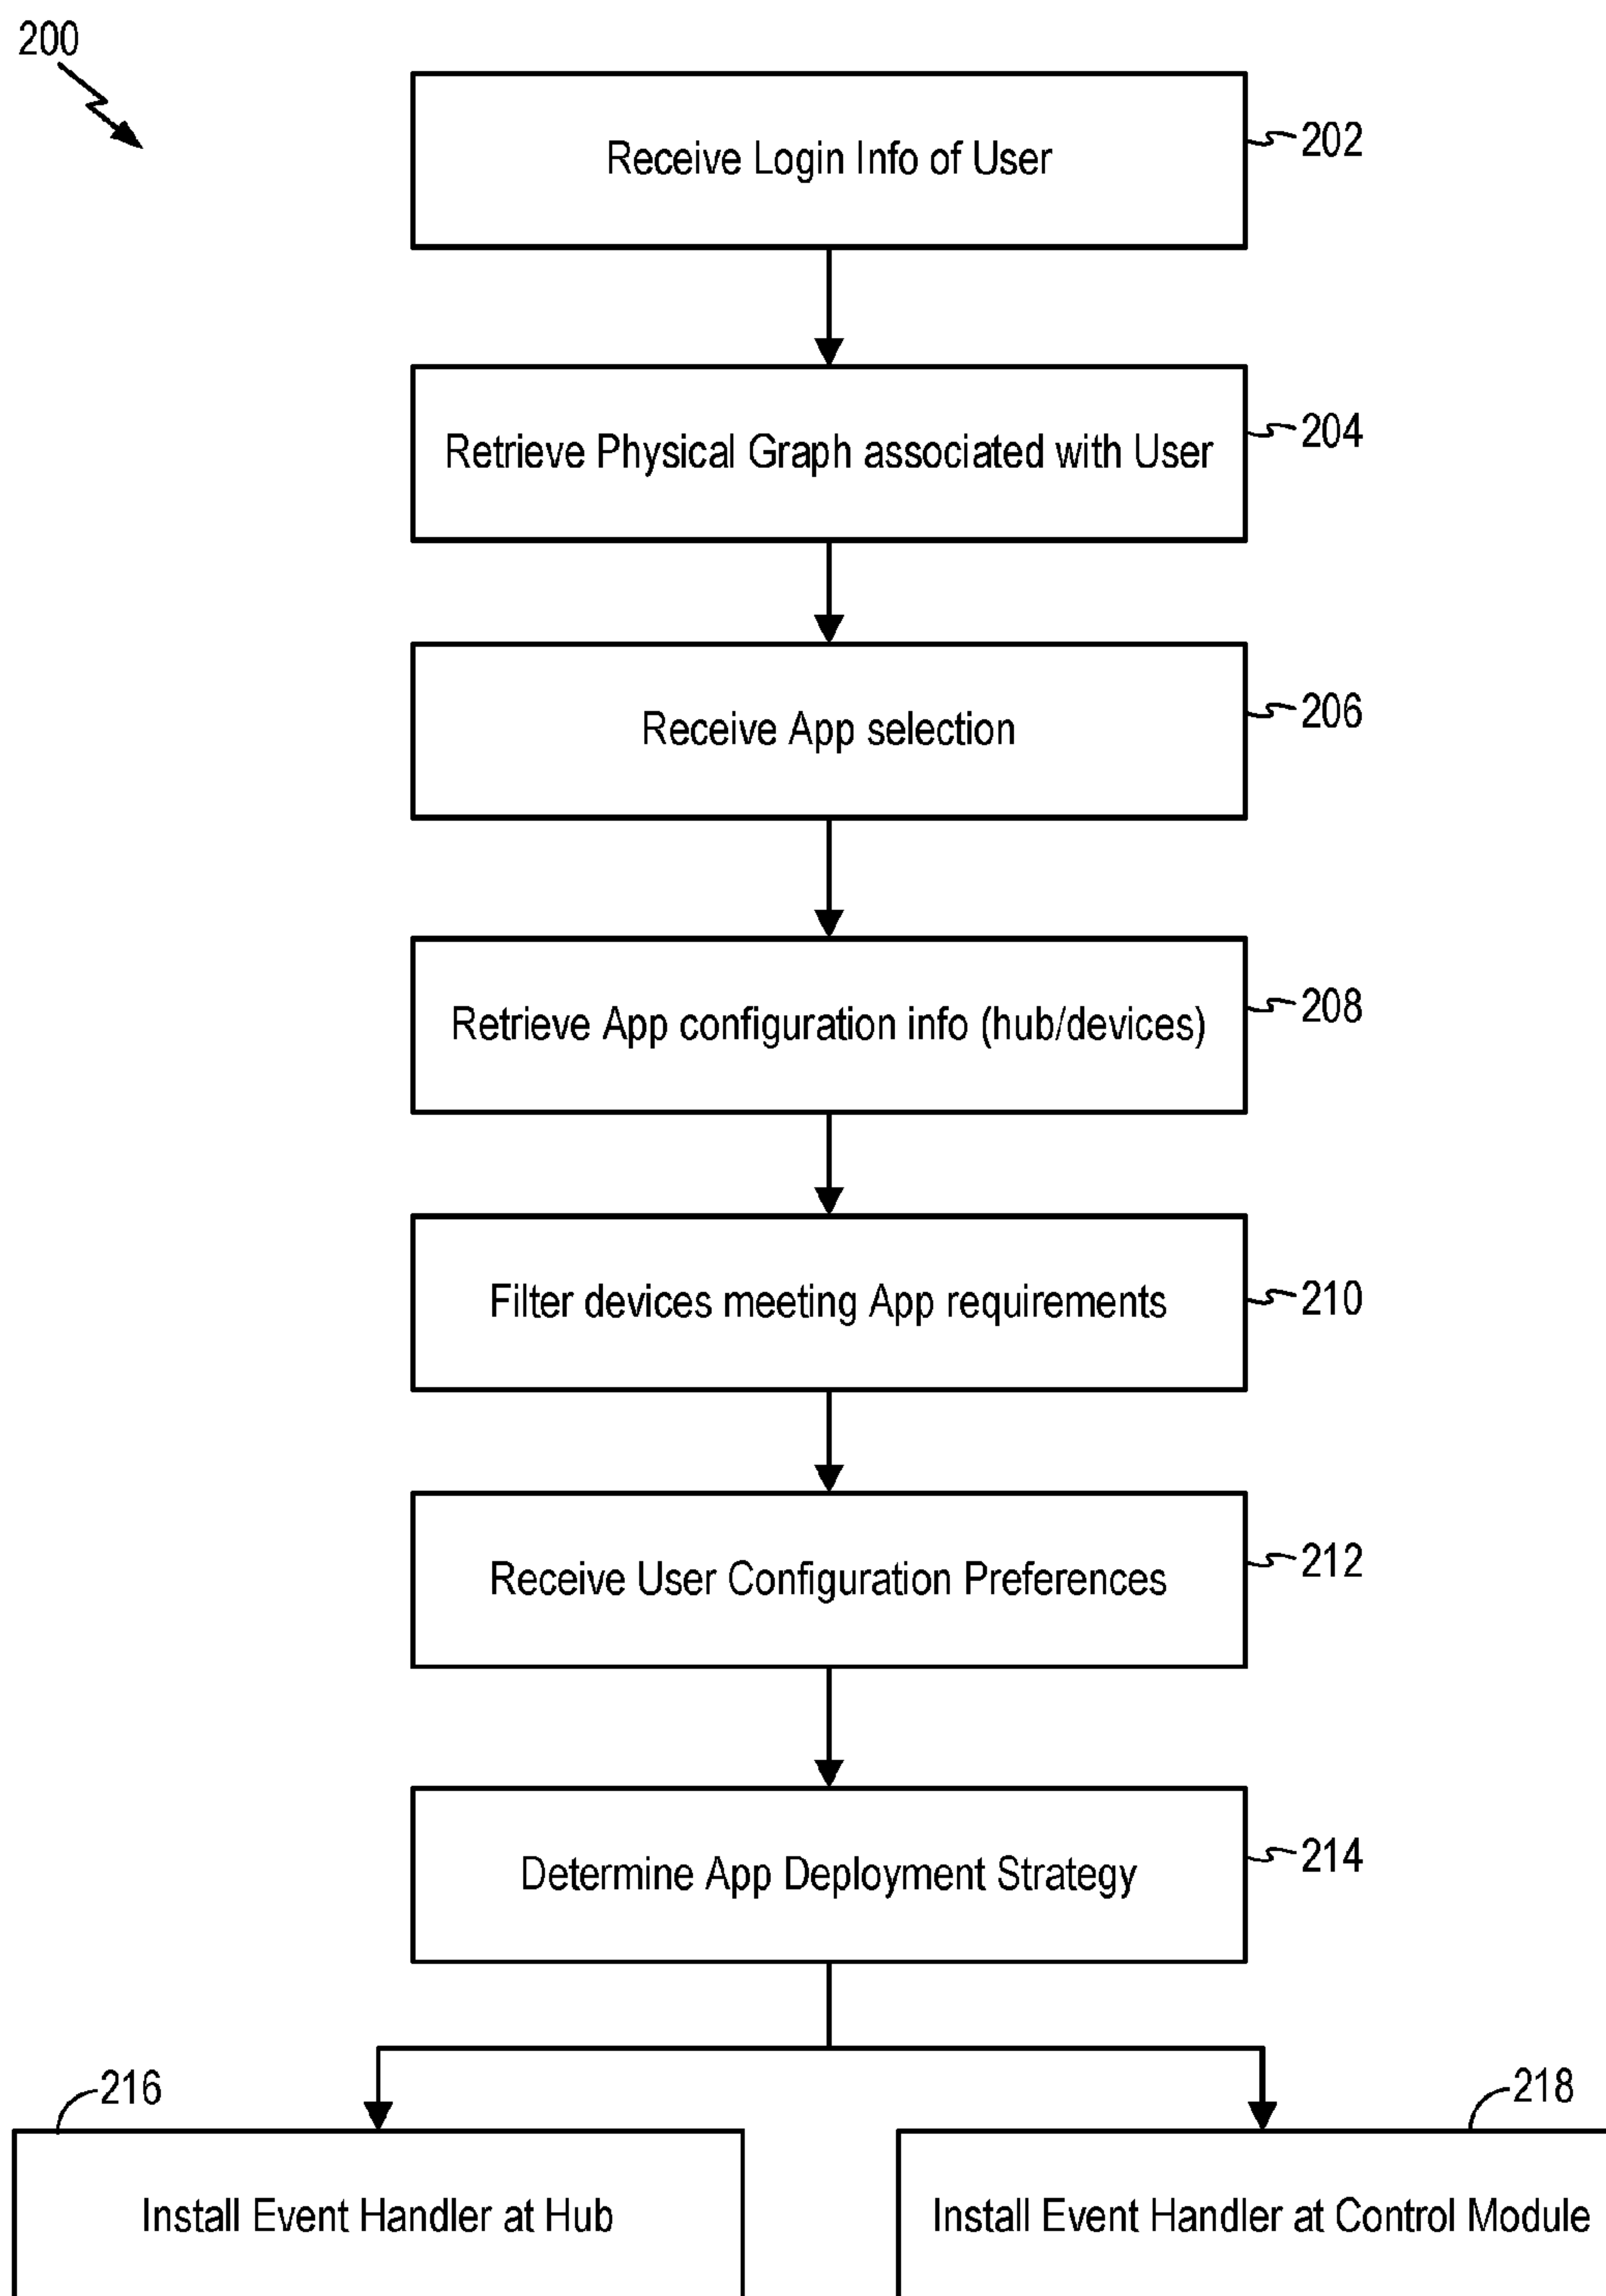 200
Receive Login Info of User
202
Retrieve Physical Graph associated with User
204
Receive App selection
206
Retrieve App configuration info (hub/devices)
208
Filter devices meeting App requirements
210
Receive User Configuration Preferences
212
Determine App Deployment Strategy
214
216
218
Install Event Handler at Hub
Install Event Handler at Control Module